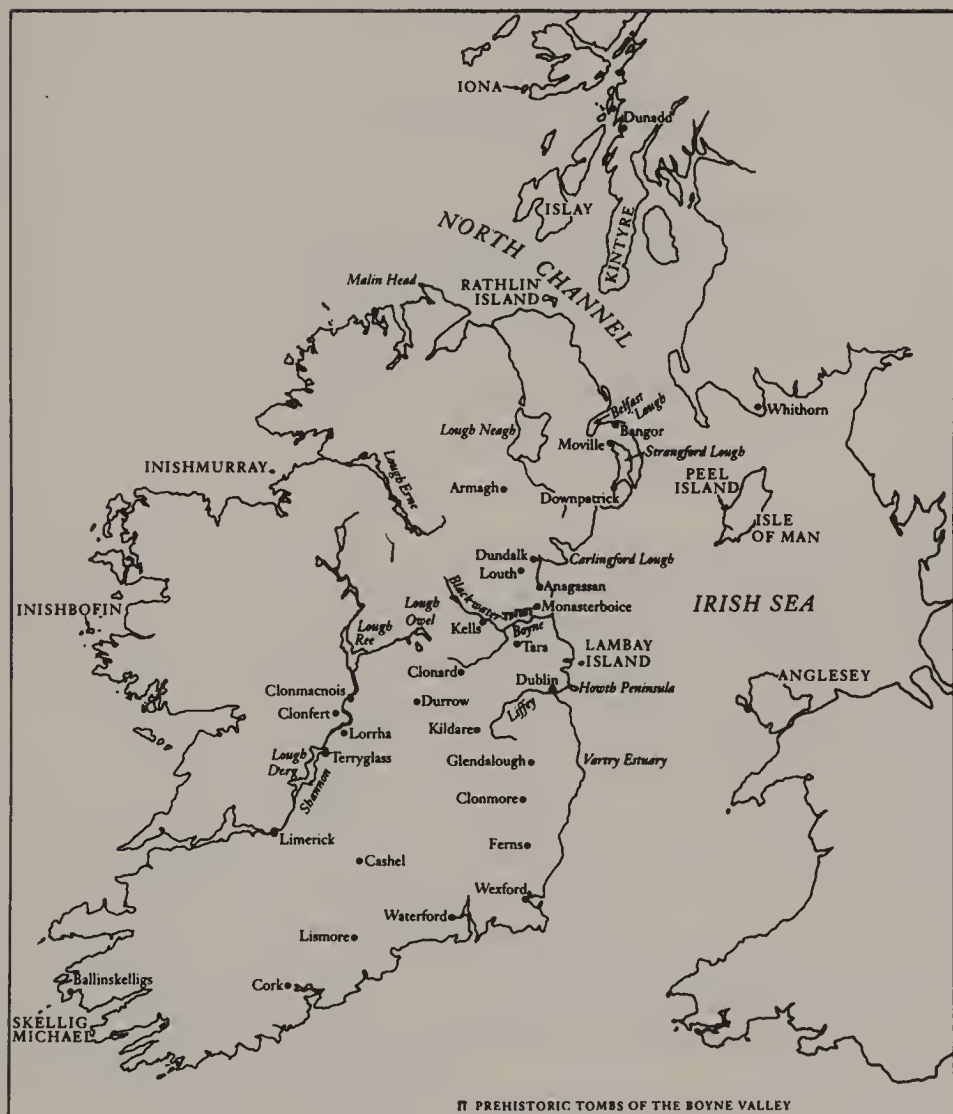 IONA
Dunadd
ISLAY
KINTYRE
NORTH CHANNEL
Malin Head
RATHLIN
ISLAND
Belfast
Lough
Whithorn
Bangor
Lough Neagh
Moville
Strangford Lough
INISHMURRAY
Lough Erne
PEEL
ISLAND
Armagh
Downpatrick
ISLE
OF MAN
Dundalk
Carlingford Lough
Louth
Anagassan
Blackwater
INISHBOFIN
Lough
Owel
Monasterboice
IRISH SEA
Lough
Ree
Kells
Boyne
Tara
LAMBAY
ISLAND
Clonard
ANGLESEY
Dublin
Howth Peninsula
Clonmacnois
Durrow
Clonfert
Liffey
Kildare
Lorrha
Lough
Derg
Terryglass
Glendalough
Vartry Estuary
Shannon
Clonmore
Limerick
Ferns
Cashel
Wexford
Waterford
Lismore
Ballinskelligs
Cork
SKELLIG
MICHAEL
PREHISTORIC TOMBS OF THE BOYNE VALLEY